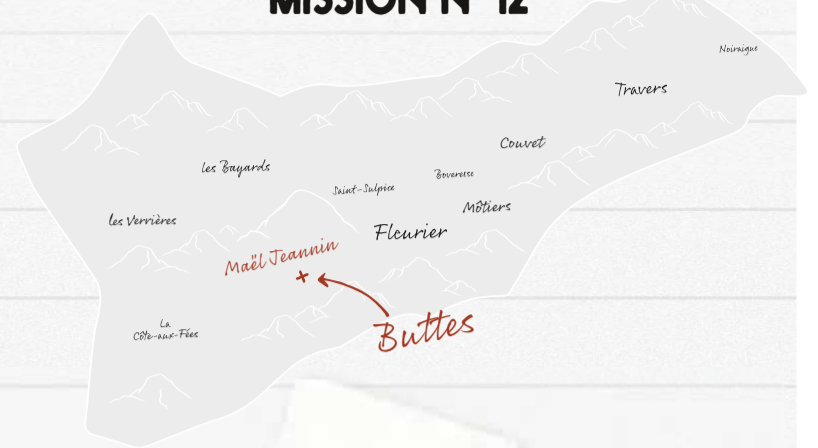 MISSION N° 12
Noiraigue
Travers
Couvet
les Bayards
Boveresse
Saint-Sulpice
Môtiers
les Verrières
Fleurier
Maël Jeannin
La
Côte-aux-Fées
Buttes